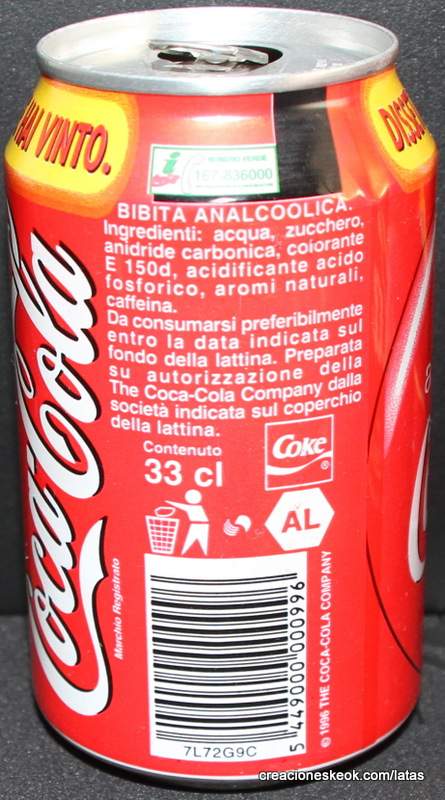 HAI VINTO.
DISSE
NUMERO VERDE
167-836000
BIBITA ANALCOOLICA.
Ingredienti: acqua, zucchero,
anidride carbonica, colorante
E 150d, acidificante acido
fosforico, aromi naturali,
caffeina.
Da consumarsi preferibilmente
entro la data indicata sul
fondo della lattina. Preparata
su autorizzazione della
The Coca-Cola Company dalla
società indicata sul coperchio
della lattina.
Contenuto
33 cl
Coke
®
AL
Coca-Cola
Marchio Registrato
5 449000 000996
7L72G9C
© 1996 THE COCA-COLA COMPANY
creacioneskeok.com/latas